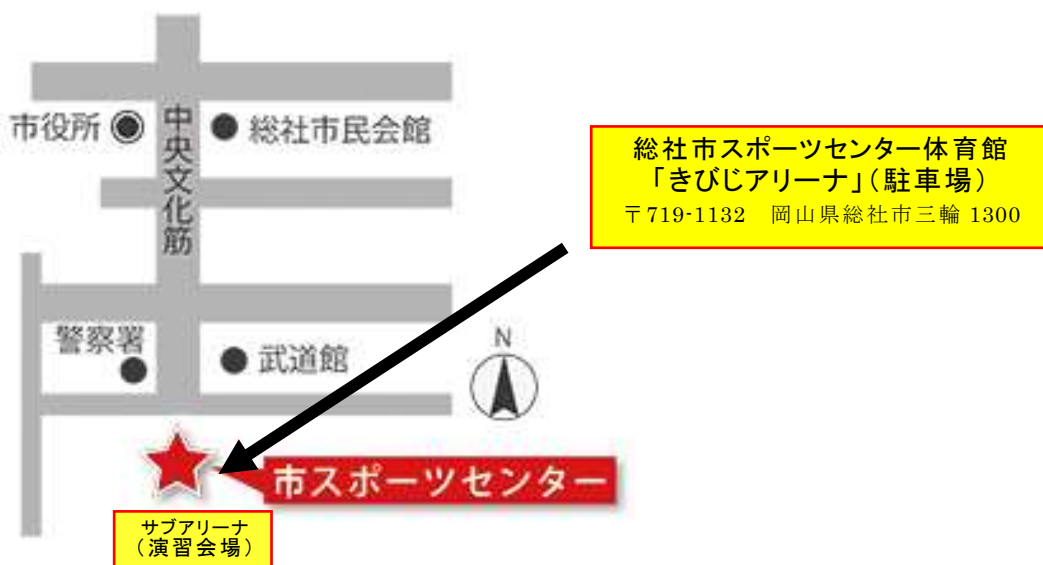 市役所
中央文化筋
総社市民会館
総社市スポーツセンター体育館
「きびじアリーナ」（駐車場）
〒719-1132　岡山県総社市三輪 1300
警察署
武道館
N
市スポーツセンター
サブアリーナ
（演習会場）